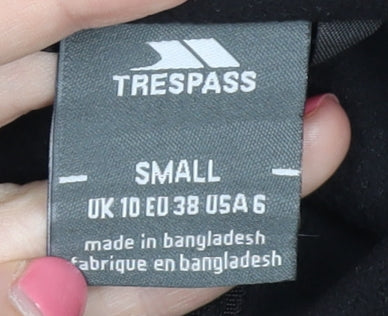 TRESPASS
SMALL
UK 10 EU 38 USA 6
made in bangladesh
fabrique en bangladesh